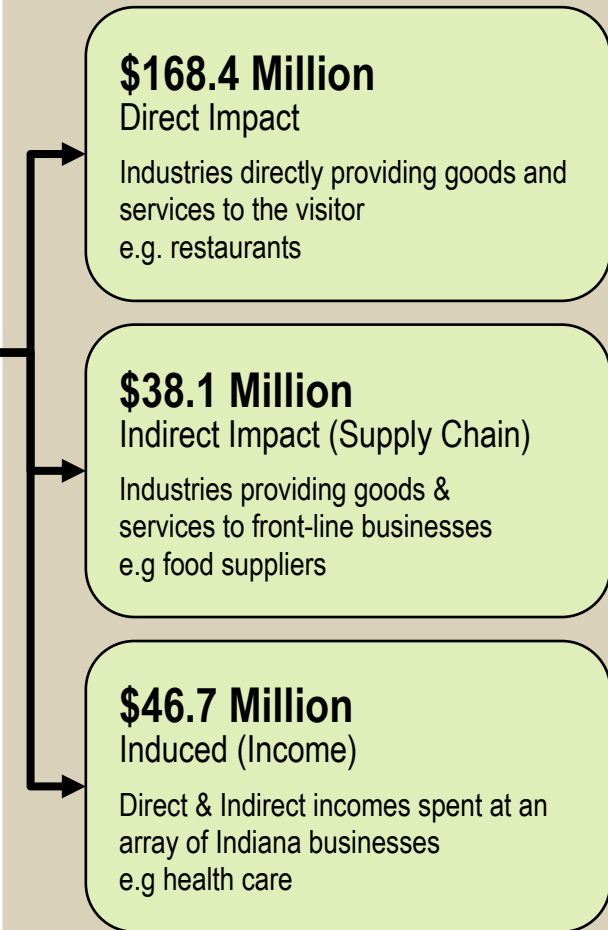 $168.4 Million
Direct Impact
Industries directly providing goods and
services to the visitor
e.g. restaurants
$38.1 Million
Indirect Impact (Supply Chain)
Industries providing goods &
services to front-line businesses
e.g food suppliers
$46.7 Million
Induced (Income)
Direct & Indirect incomes spent at an
array of Indiana businesses
e.g health care